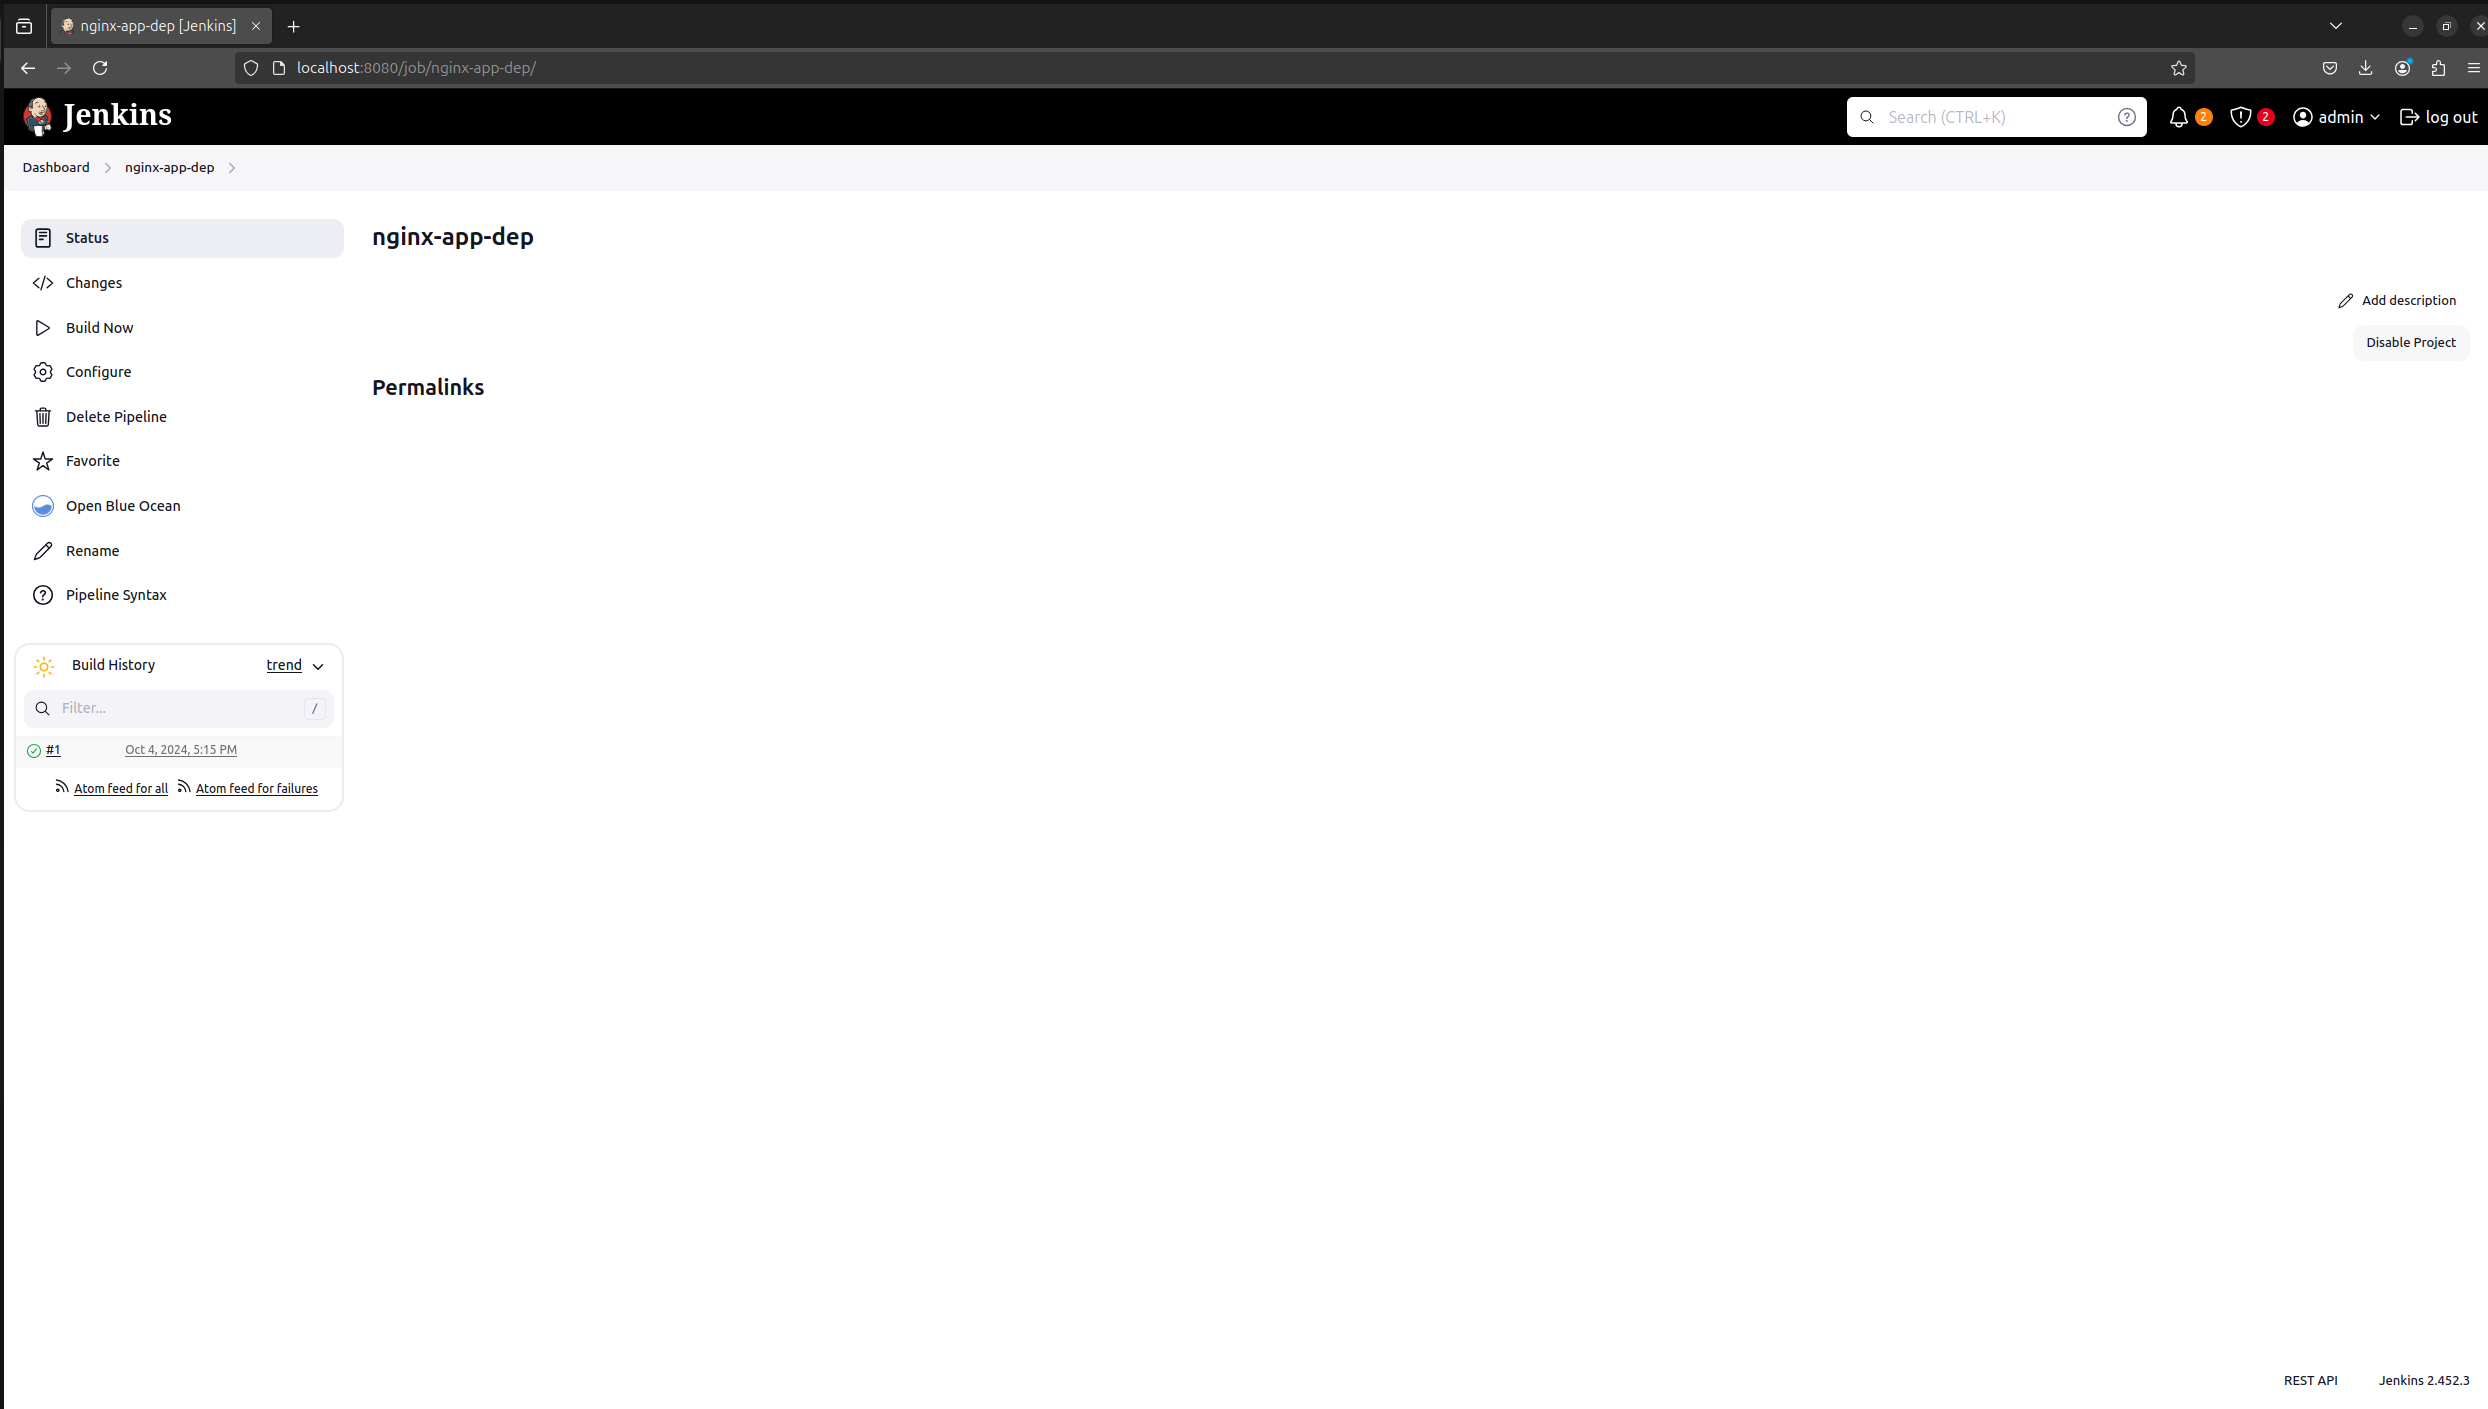 nginx-app-dep [Jenkins]
localhost:8080/job/nginx-app-dep/
Jenkins
Search (CTRL+K)
2
2
admin
log out
Dashboard
nginx-app-dep
Status
nginx-app-dep
Changes
Add description
Build Now
Disable Project
Configure
Permalinks
Delete Pipeline
Favorite
Open Blue Ocean
Rename
Pipeline Syntax
Build History
trend
Filter...
/
#1
Oct 4, 2024, 5:15 PM
Atom feed for all
Atom feed for failures
REST API
Jenkins 2.452.3